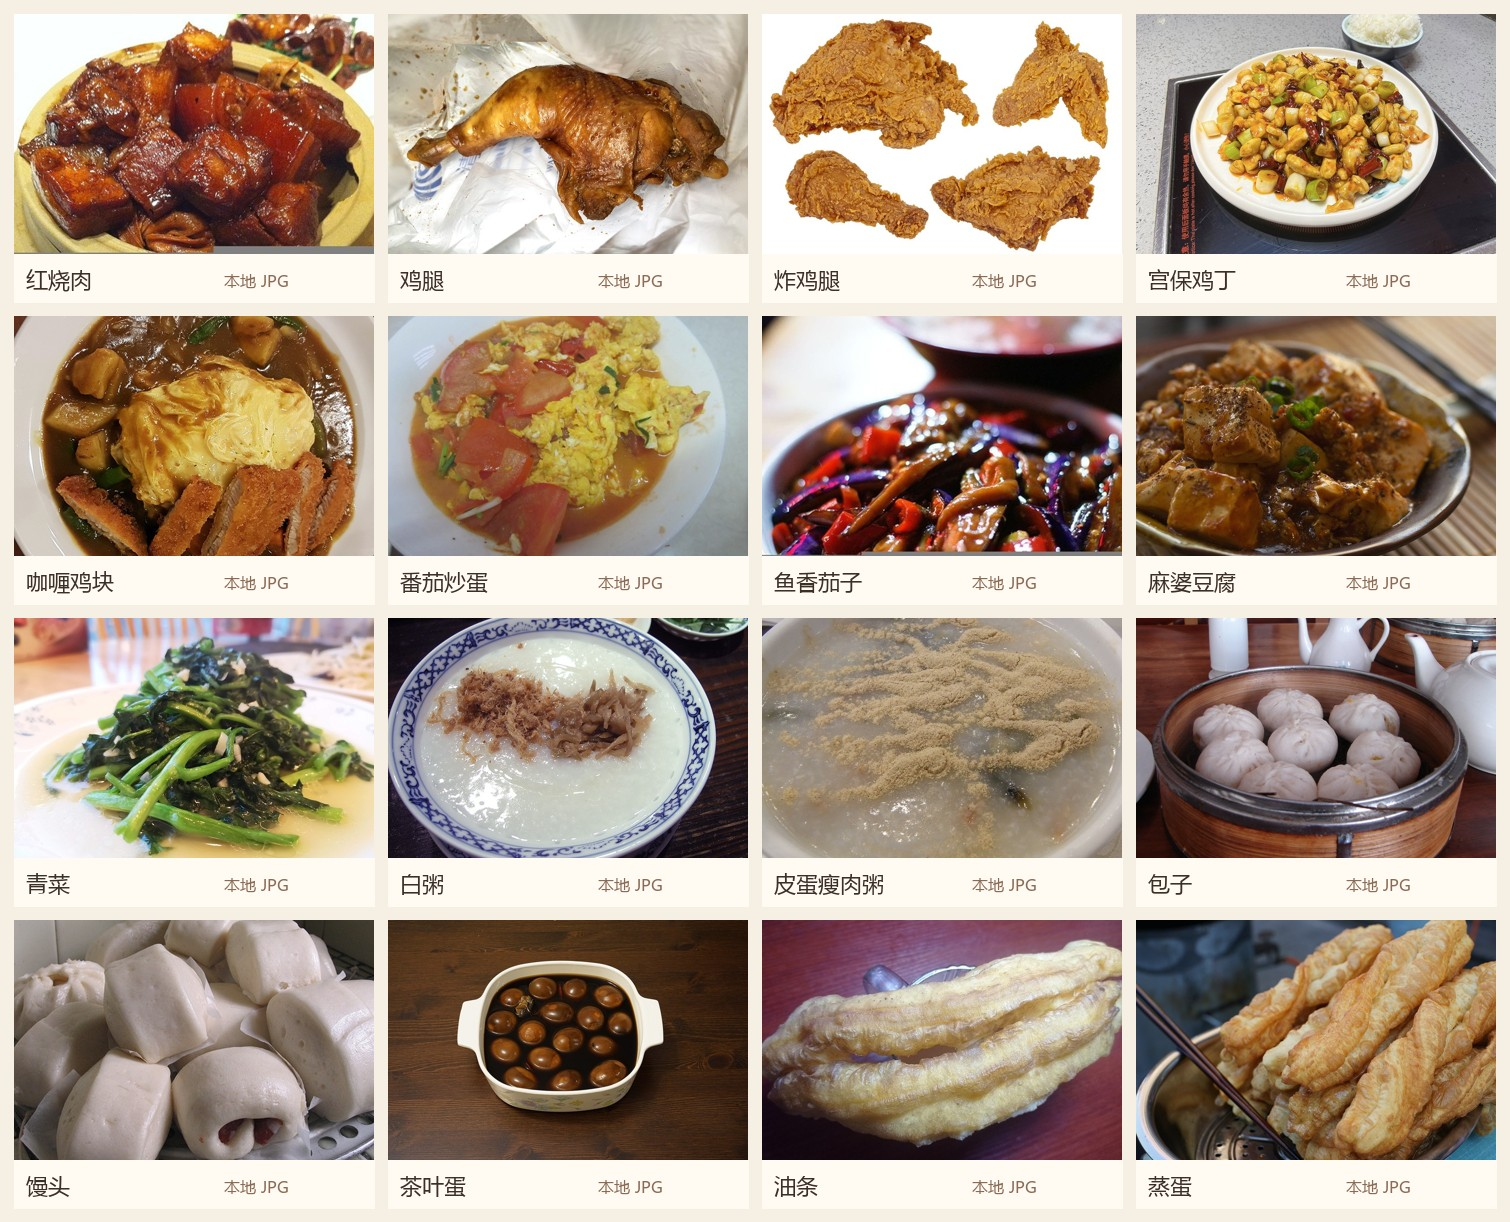 红烧肉 本地 JPG
鸡腿 本地 JPG
炸鸡腿 本地 JPG
宫保鸡丁 本地 JPG
咖喱鸡块 本地 JPG
番茄炒蛋 本地 JPG
鱼香茄子 本地 JPG
麻婆豆腐 本地 JPG
青菜 本地 JPG
白粥 本地 JPG
皮蛋瘦肉粥 本地 JPG
包子 本地 JPG
馒头 本地 JPG
茶叶蛋 本地 JPG
油条 本地 JPG
蒸蛋 本地 JPG